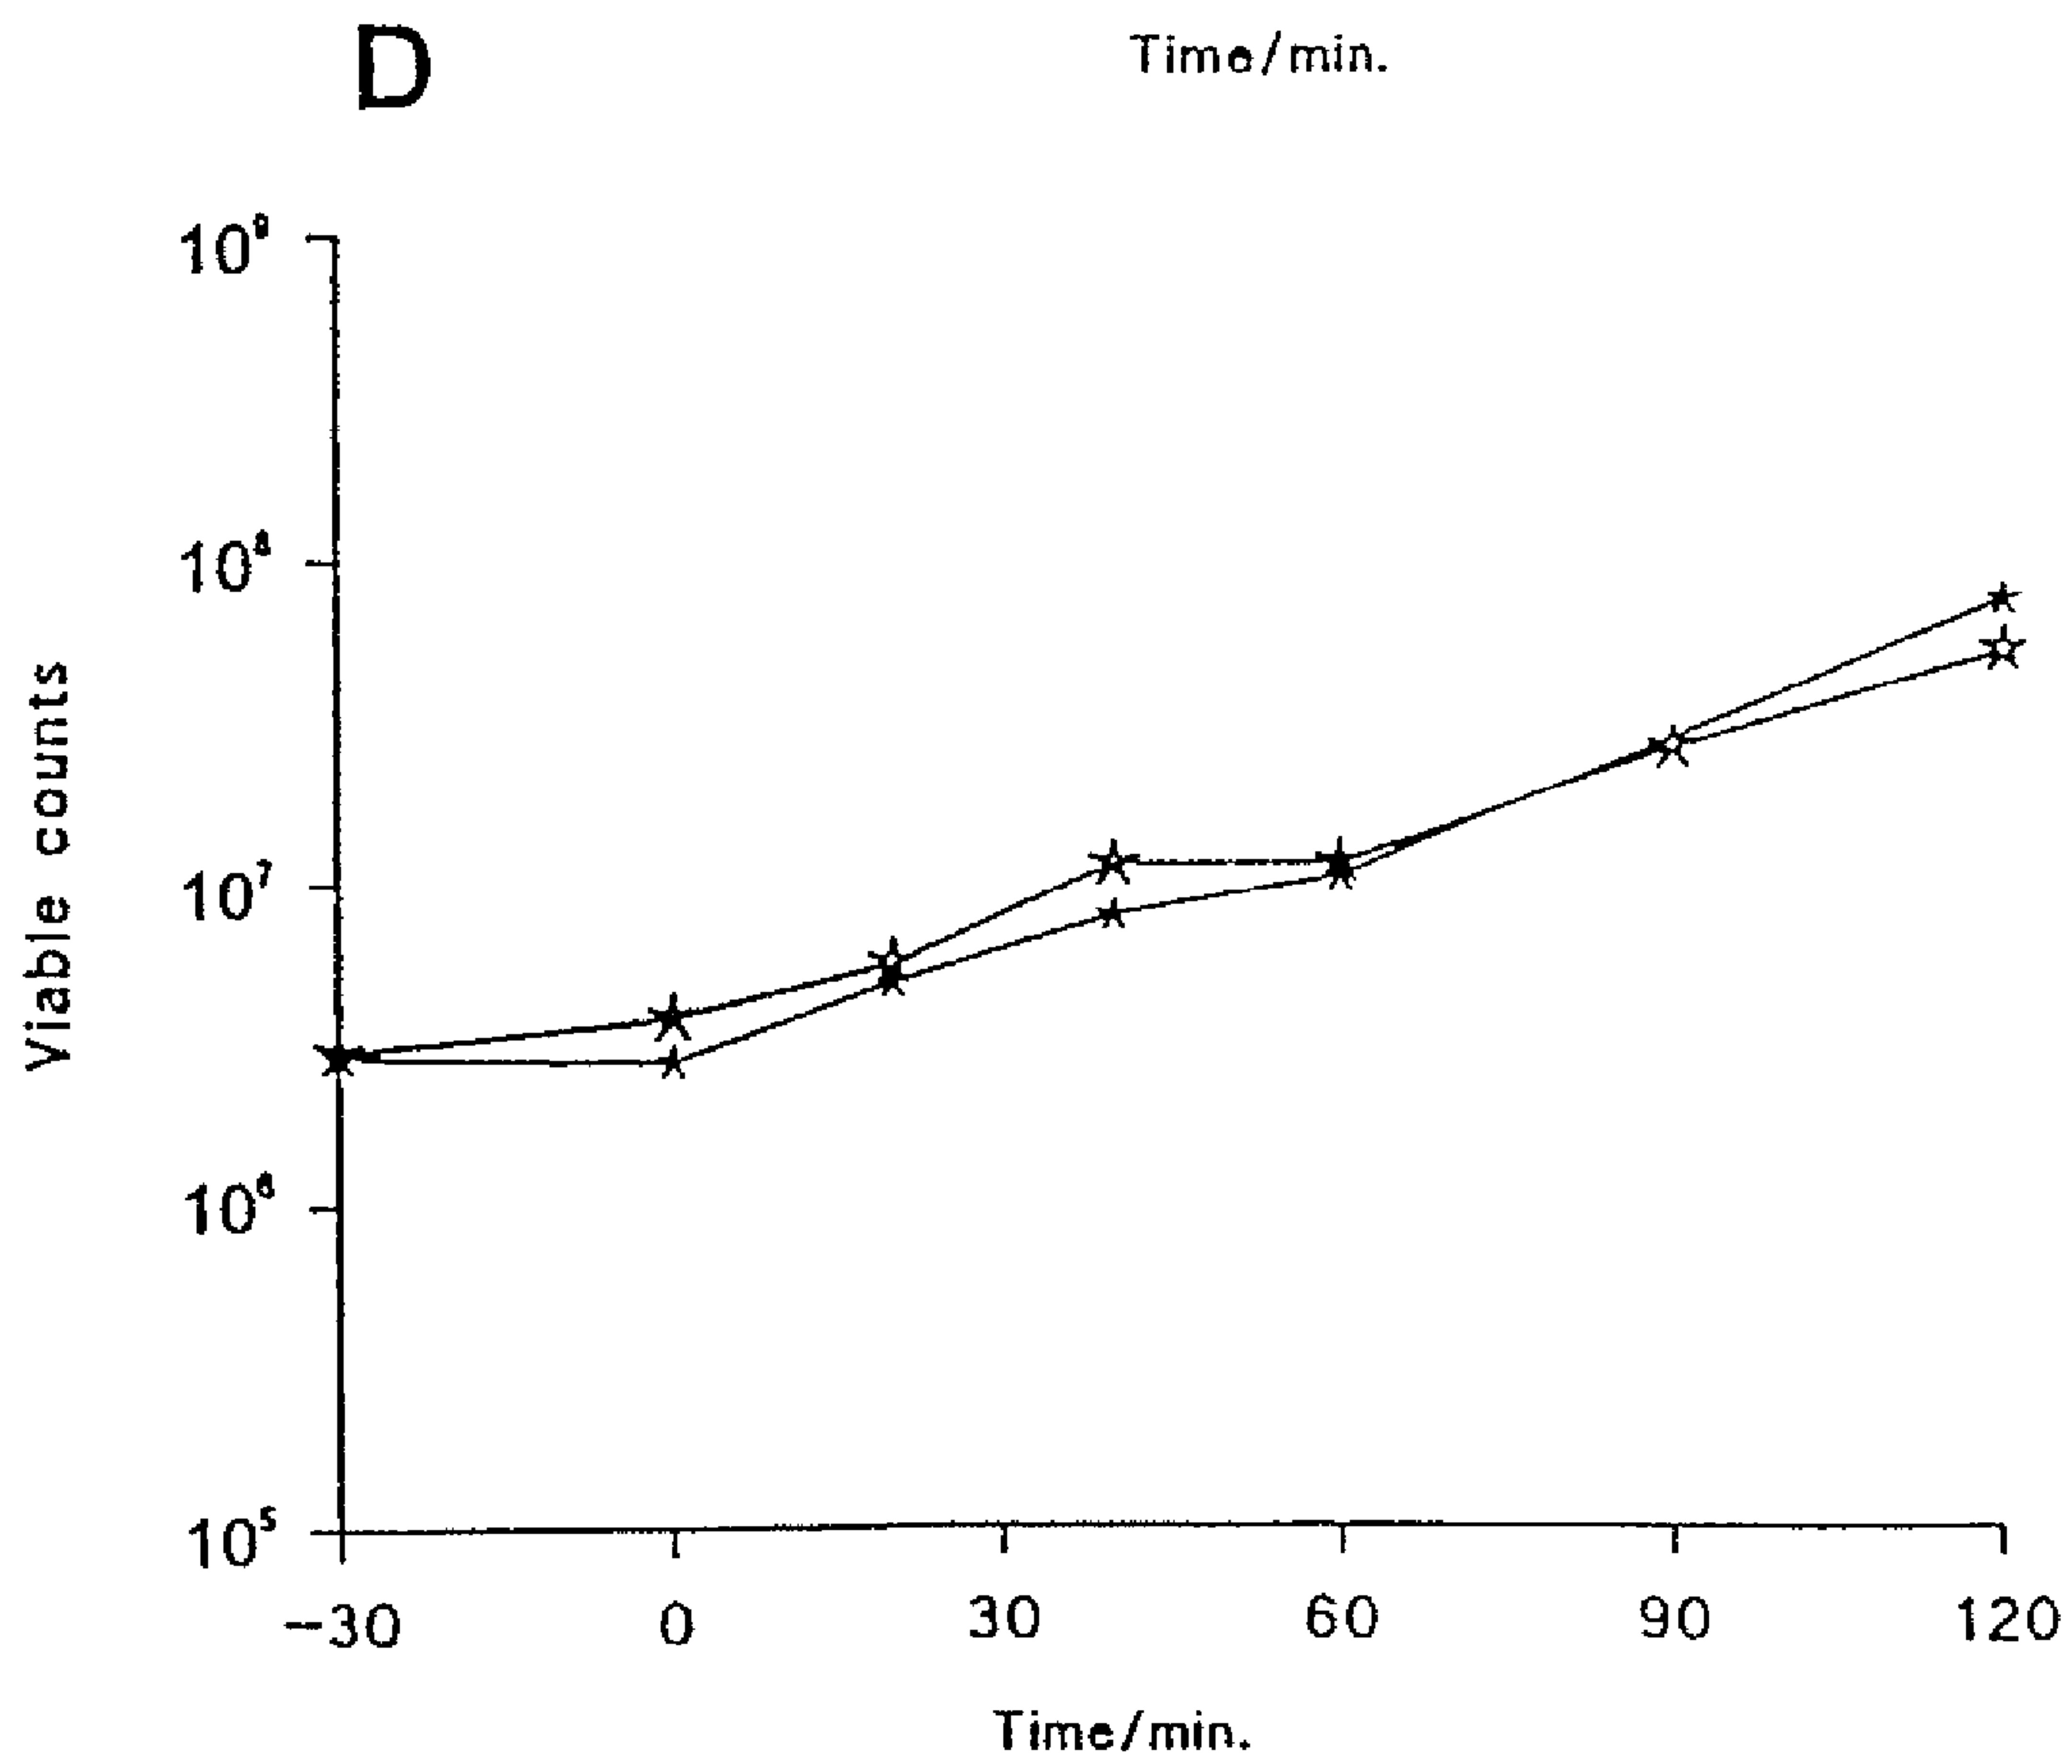 D
Time/min.
Viable counts
10⁹
10⁸
10⁷
10⁶
10⁵
-30 0 30 60 90 120
Time/min.